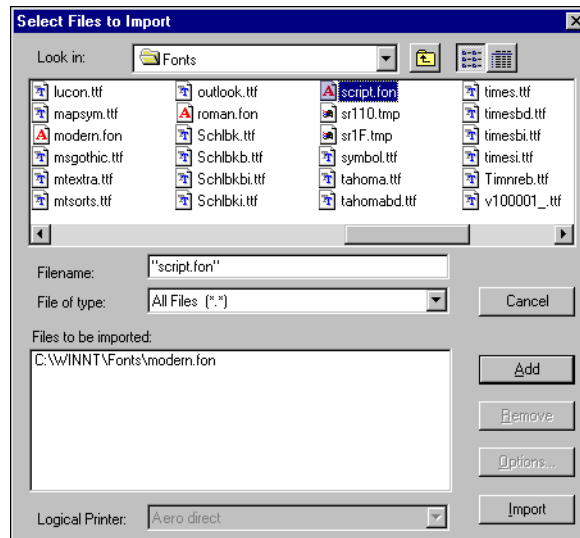 Select Files to Import
Look in: Fonts
lucon.ttf outlook.ttf script.fon times.ttf
mapsym.ttf roman.fon sr110.tmp timesbd.ttf
modern.fon Schlbk.ttf sr1F.tmp timesbi.ttf
msgothic.ttf Schlbkb.ttf symbol.ttf timesi.ttf
mtextra.ttf Schlbkbi.ttf tahoma.ttf Timnreb.ttf
mtsorts.ttf Schlbki.ttf tahomabd.ttf v100001_.ttf
Filename: "script.fon"
File of type: All Files (*.*) Cancel
Files to be imported:
C:\WINNT\Fonts\modern.fon
Add
Remove
Options...
Import
Logical Printer: Aero direct